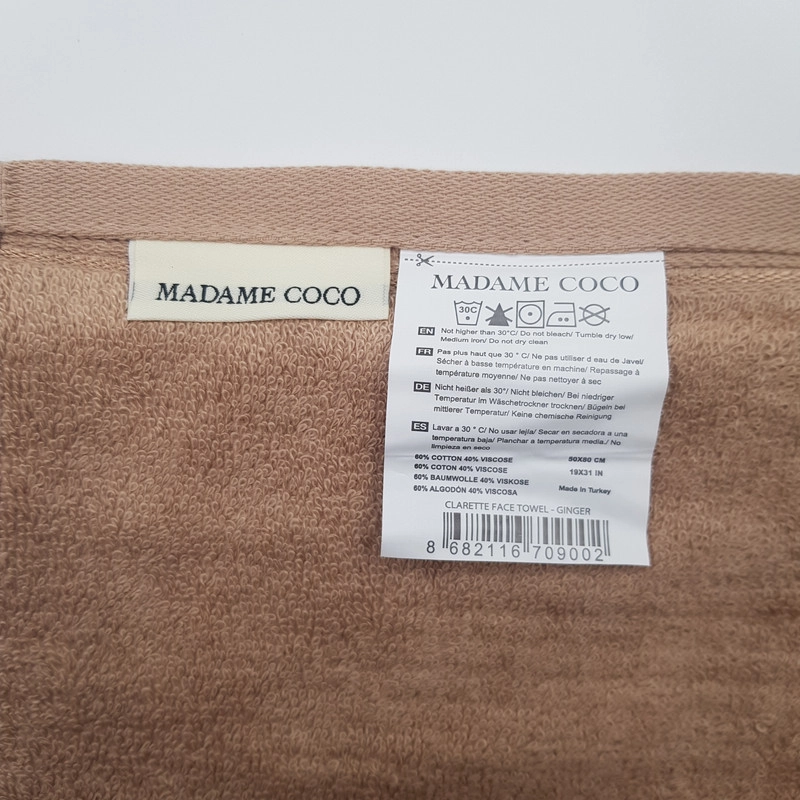 MADAME COCO
MADAME COCO
30C
EN Not higher than 30°C/ Do not bleach/ Tumble dry low/
Medium iron/ Do not dry clean
FR Pas plus haut que 30 ° C/ Ne pas utiliser d eau de Javel/
Sécher à basse température en machine/ Repassage à
température moyenne/ Ne pas nettoyer à sec
DE Nicht heißer als 30°/ Nicht bleichen/ Bei niedriger
Temperatur im Wäschetrockner trocknen/ Bügeln bei
mittlerer Temperatur/ Keine chemische Reinigung
ES Lavar a 30 ° C/ No usar lejía/ Secar en secadora a una
temperatura baja/ Planchar a temperatura media./ No
limpieza en seco
60% COTTON 40% VISCOSE 50X80 CM
60% COTON 40% VISCOSE 19X31 IN
60% BAUMWOLLE 40% VISKOSE
60% ALGODÓN 40% VISCOSA Made in Turkey
CLARETTE FACE TOWEL - GINGER
8 682116 709002